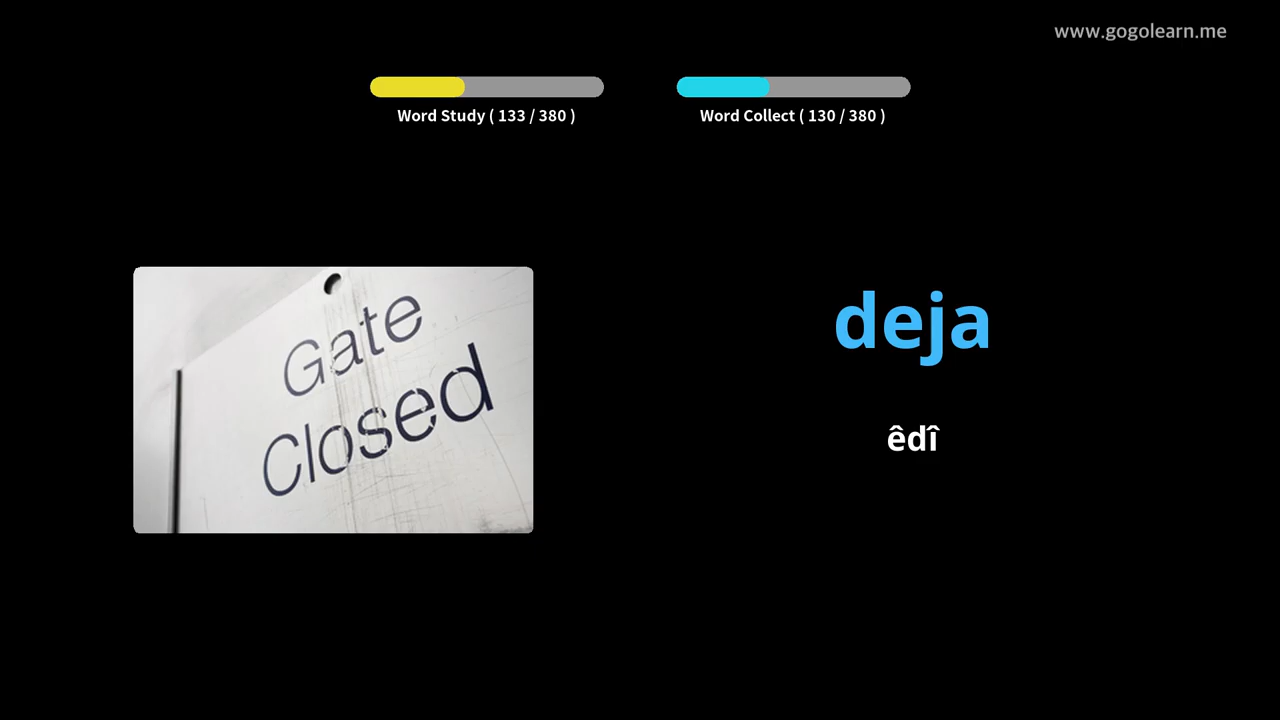 www.gogolearn.me
Word Study ( 133 / 380 )
Word Collect ( 130 / 380 )
Gate
Closed
deja
êdî